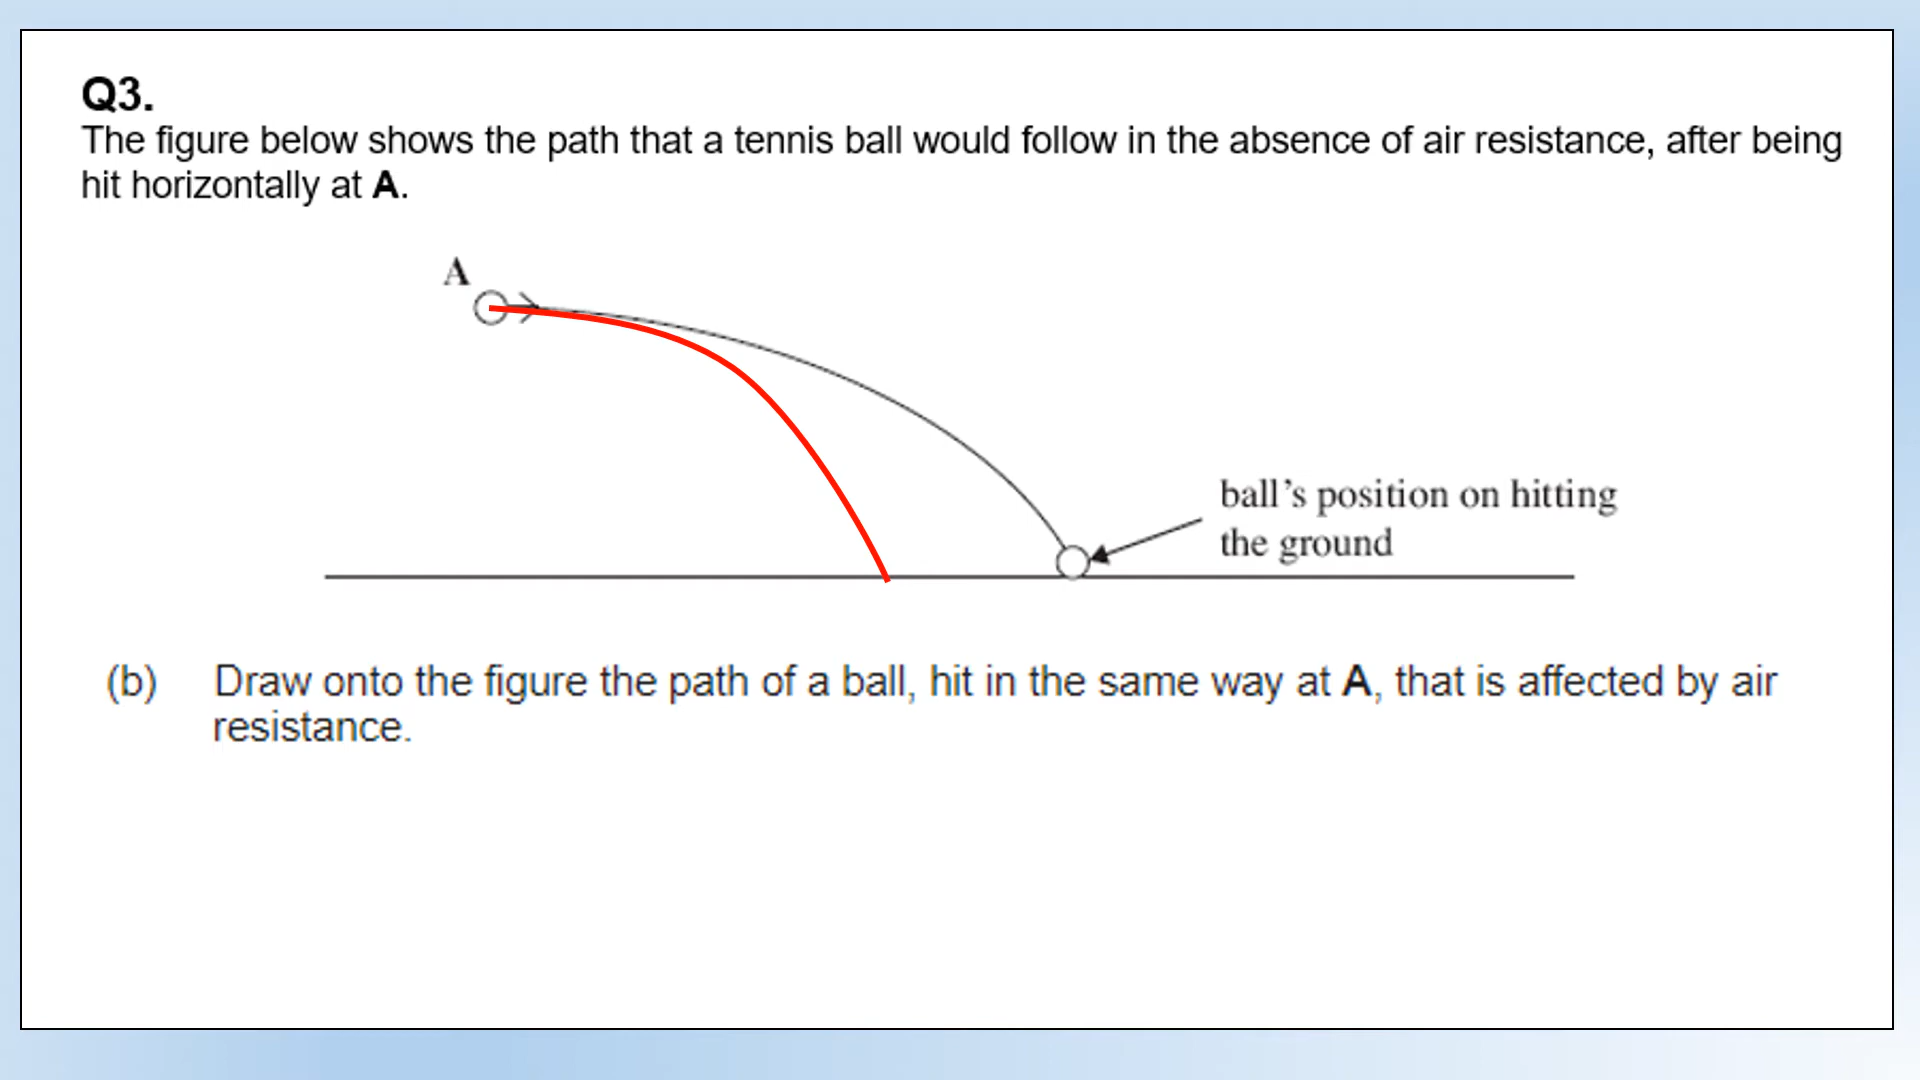 Q3.
The figure below shows the path that a tennis ball would follow in the absence of air resistance, after being
hit horizontally at A.
A
ball's position on hitting
the ground
(b) Draw onto the figure the path of a ball, hit in the same way at A, that is affected by air
resistance.